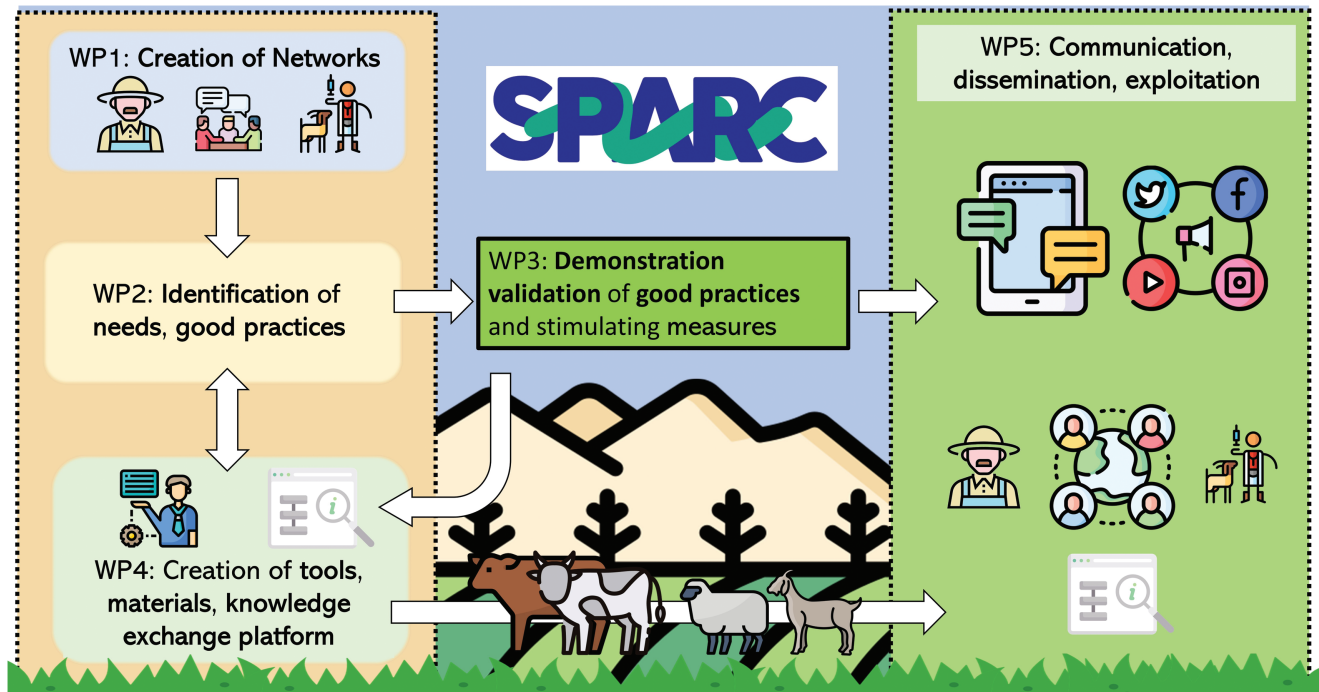 WP1: Creation of Networks
WP2: Identification of
needs, good practices
WP4: Creation of tools,
materials, knowledge
exchange platform
SPARC
WP3: Demonstration
validation of good practices
and stimulating measures
WP5: Communication,
dissemination, exploitation
f
i
i